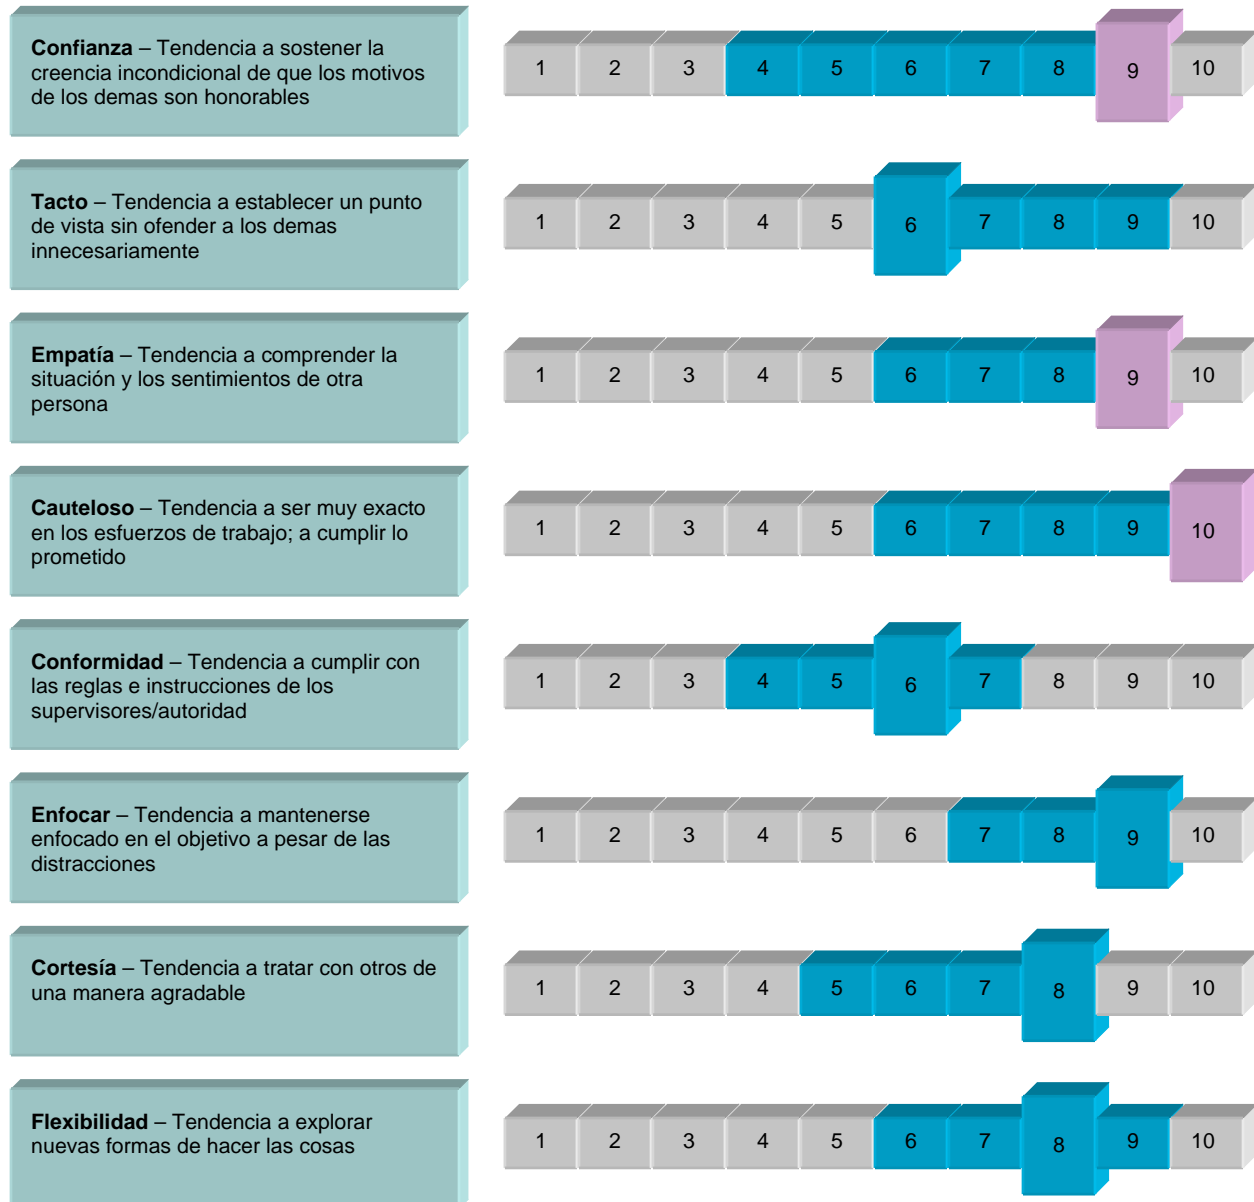 Confianza – Tendencia a sostener la
creencia incondicional de que los motivos
de los demas son honorables
1 2 3 4 5 6 7 8 9 10
Tacto – Tendencia a establecer un punto
de vista sin ofender a los demas
innecesariamente
1 2 3 4 5 6 7 8 9 10
Empatía – Tendencia a comprender la
situación y los sentimientos de otra
persona
1 2 3 4 5 6 7 8 9 10
Cauteloso – Tendencia a ser muy exacto
en los esfuerzos de trabajo; a cumplir lo
prometido
1 2 3 4 5 6 7 8 9 10
Conformidad – Tendencia a cumplir con
las reglas e instrucciones de los
supervisores/autoridad
1 2 3 4 5 6 7 8 9 10
Enfocar – Tendencia a mantenerse
enfocado en el objetivo a pesar de las
distracciones
1 2 3 4 5 6 7 8 9 10
Cortesía – Tendencia a tratar con otros de
una manera agradable
1 2 3 4 5 6 7 8 9 10
Flexibilidad – Tendencia a explorar
nuevas formas de hacer las cosas
1 2 3 4 5 6 7 8 9 10